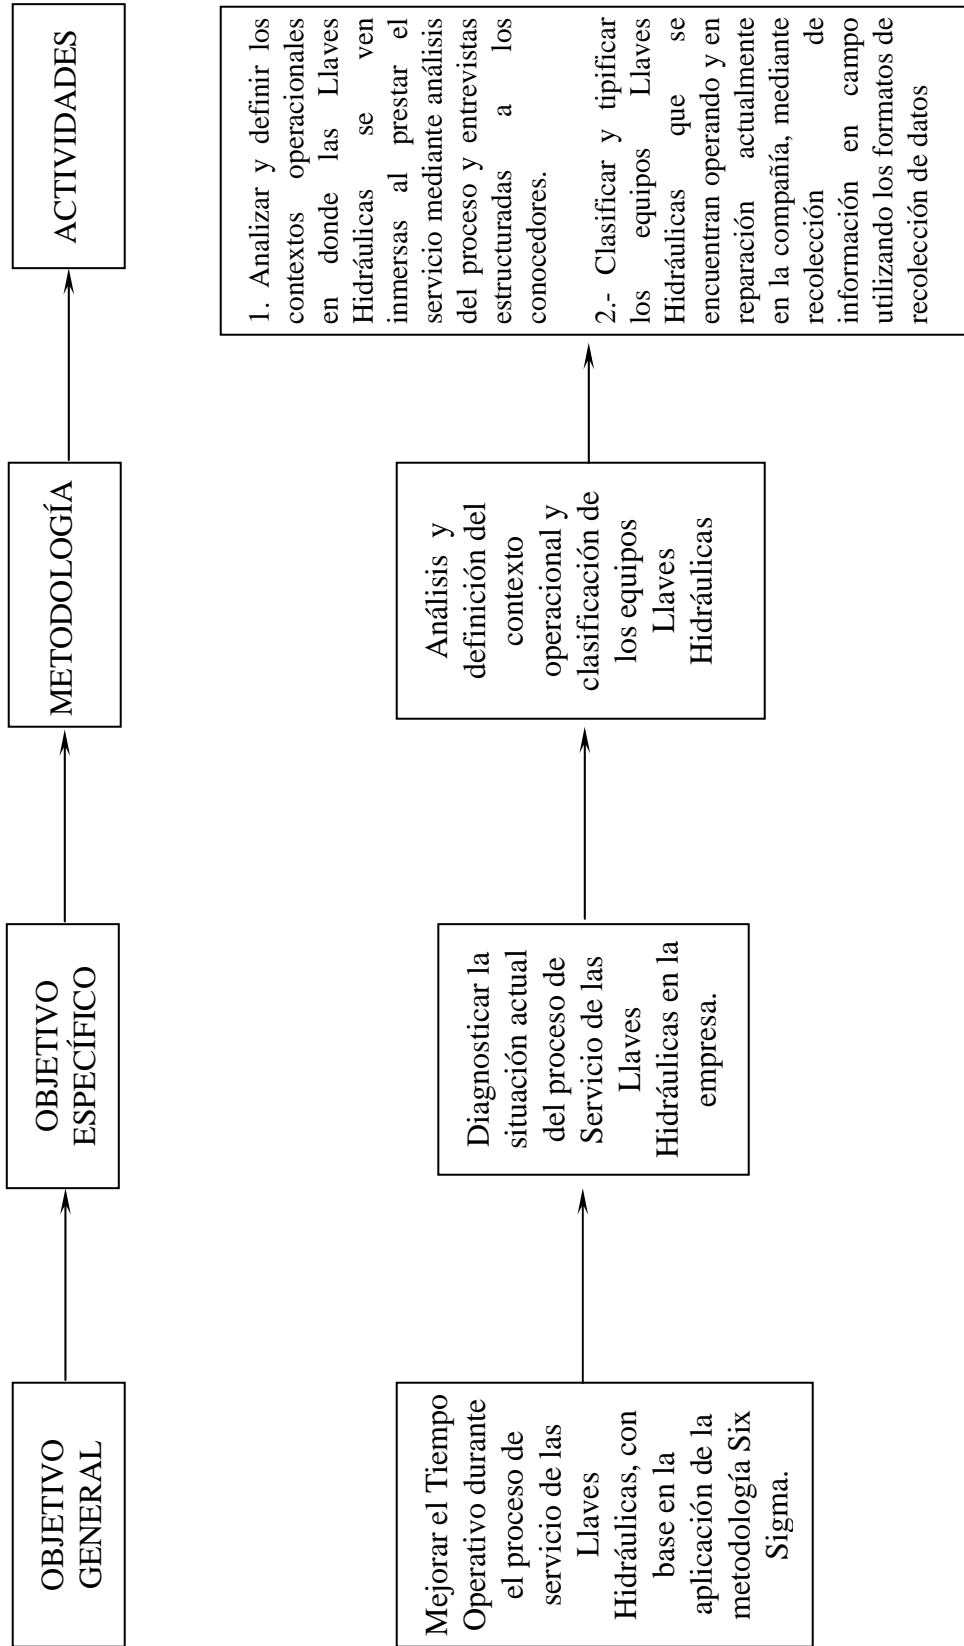 OBJETIVO
GENERAL
OBJETIVO
ESPECÍFICO
METODOLOGÍA
ACTIVIDADES
Mejorar el Tiempo
Operativo durante
el proceso de
servicio de las
Llaves
Hidráulicas, con
base en la
aplicación de la
metodología Six
Sigma.
Diagnosticar la
situación actual
del proceso de
Servicio de las
Llaves
Hidráulicas en la
empresa.
Análisis y
definición del
contexto
operacional y
clasificación de
los equipos
Llaves
Hidráulicas
1. Analizar y definir los
contextos operacionales
en donde las Llaves
Hidráulicas se ven
inmersas al prestar el
servicio mediante análisis
del proceso y entrevistas
estructuradas a los
conocedores.
2.- Clasificar y tipificar
los equipos Llaves
Hidráulicas que se
encuentran operando y en
reparación actualmente
en la compañía, mediante
recolección de
información en campo
utilizando los formatos de
recolección de datos